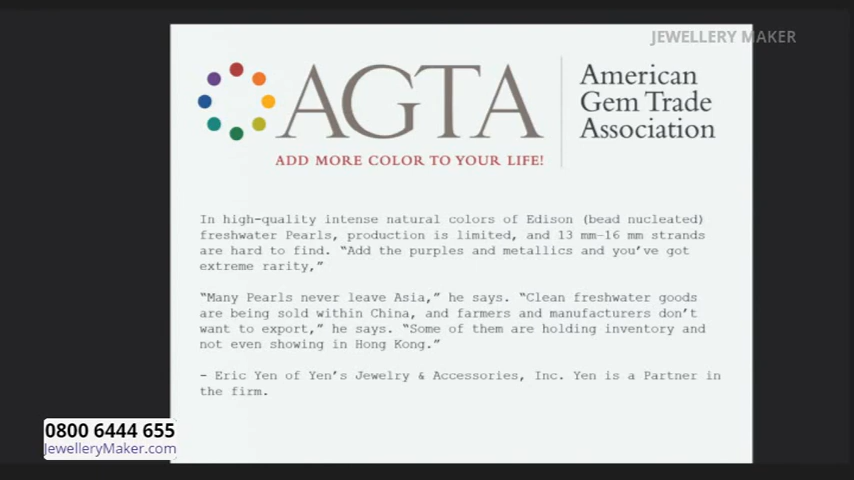 JEWELLERY MAKER
AGTA
ADD MORE COLOR TO YOUR LIFE!
American
Gem Trade
Association
In high-quality intense natural colors of Edison (bead nucleated)
freshwater Pearls, production is limited, and 13 mm-16 mm strands
are hard to find. “Add the purples and metallics and you’ve got
extreme rarity,”
“Many Pearls never leave Asia,” he says. “Clean freshwater goods
are being sold within China, and farmers and manufacturers don’t
want to export,” he says. “Some of them are holding inventory and
not even showing in Hong Kong.”
- Eric Yen of Yen’s Jewelry & Accessories, Inc. Yen is a Partner in
the firm.
0800 6444 655
JewelleryMaker.com